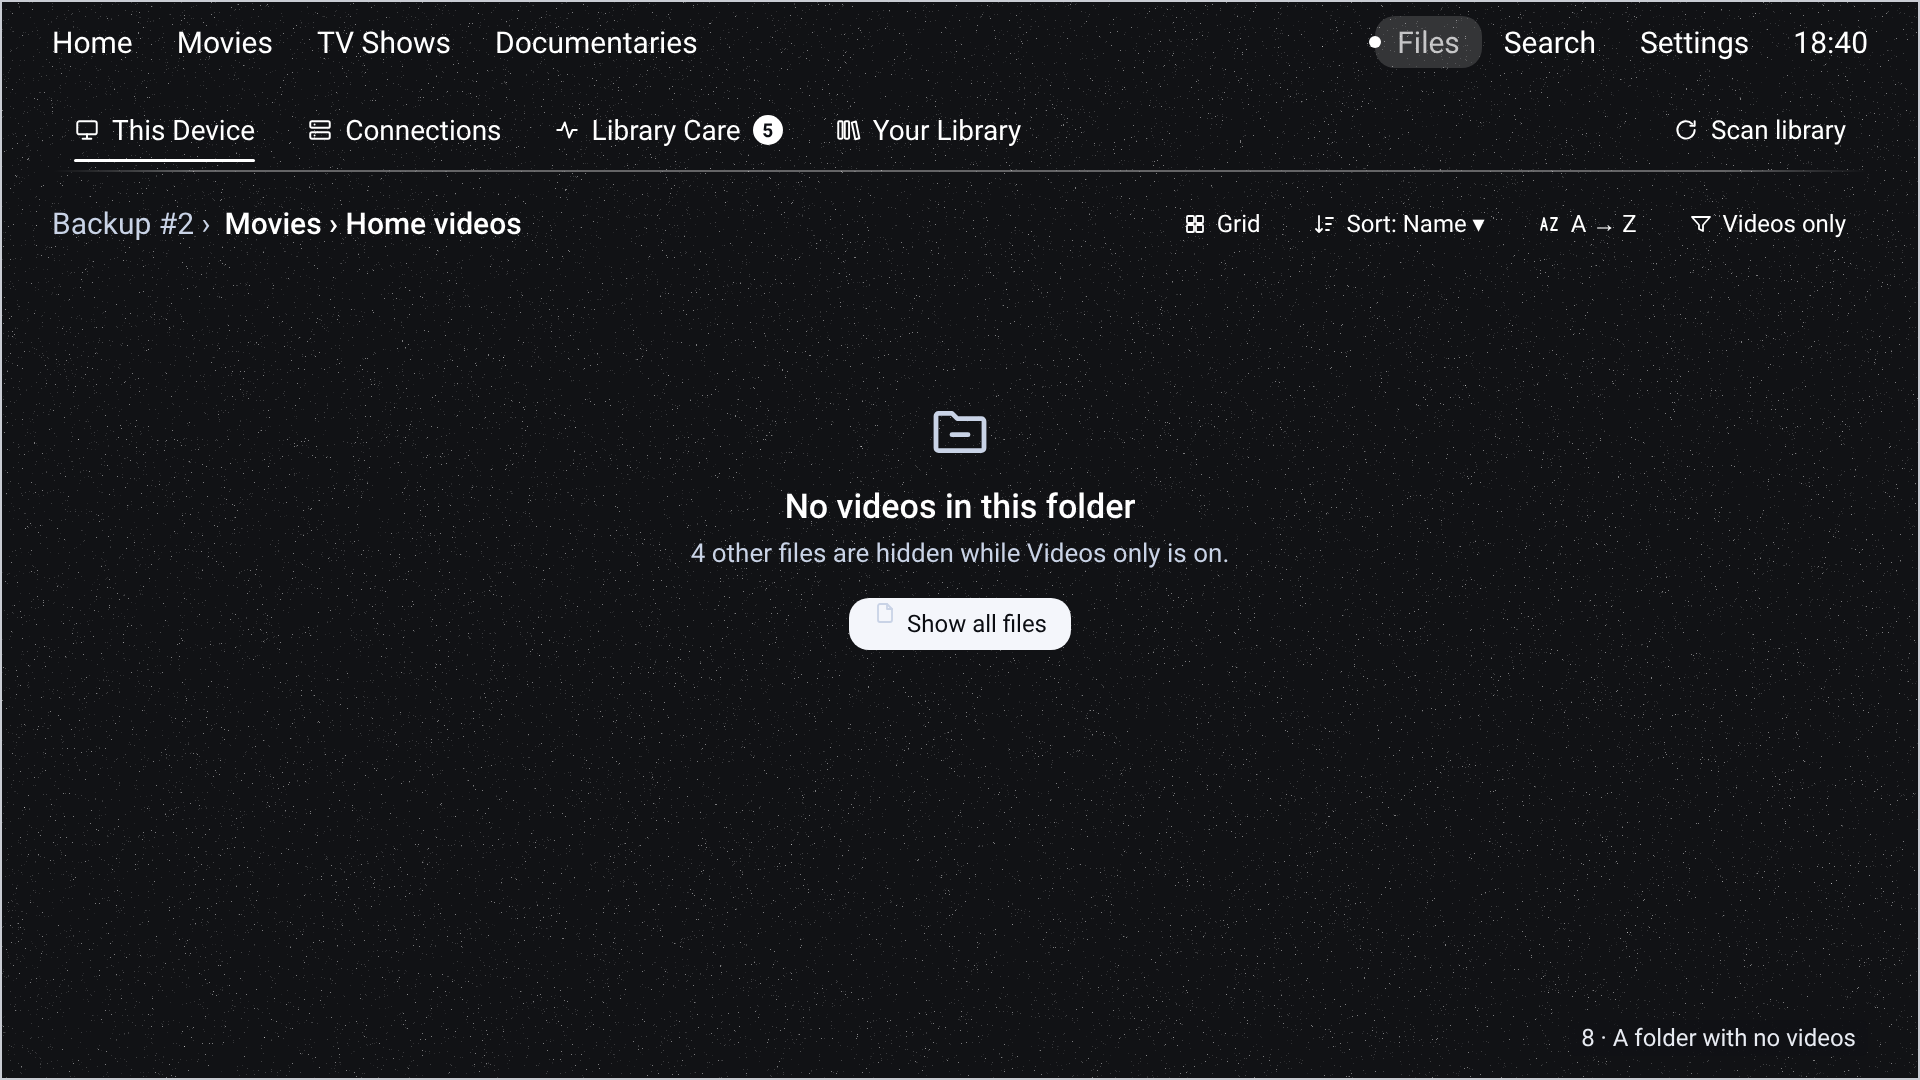 Home Movies TV Shows Documentaries Files Search Settings 18:40
This Device Connections Library Care 5 Your Library Scan library
Backup #2 › Movies › Home videos Grid Sort: Name ▾ AZ A → Z Videos only
No videos in this folder
4 other files are hidden while Videos only is on.
Show all files
8 · A folder with no videos